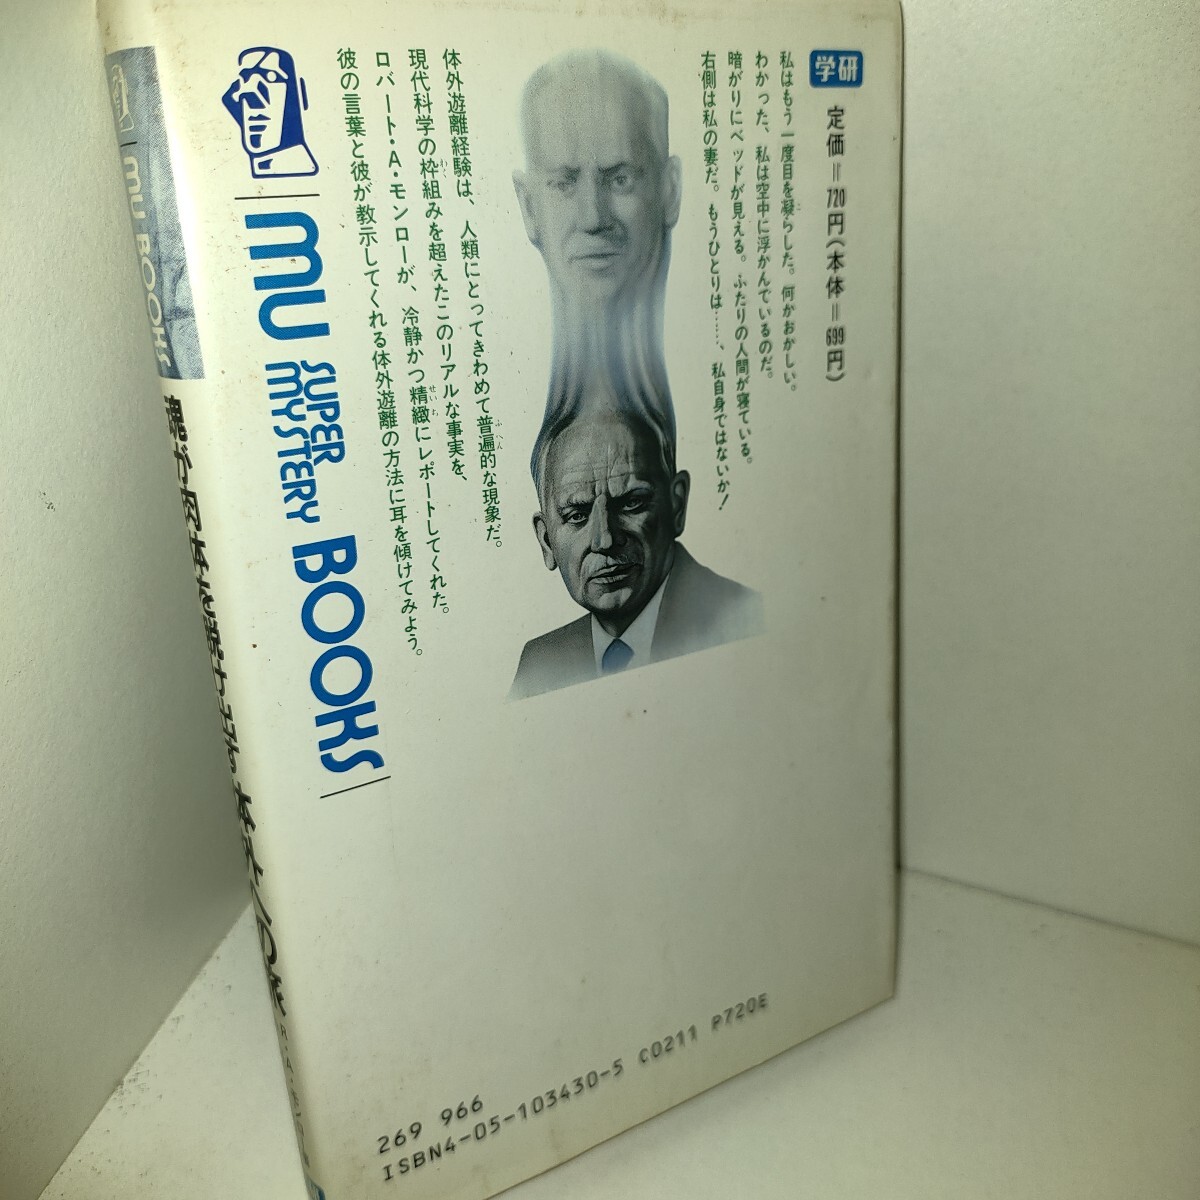 学研
定価=720円(本体=699円)
私はもう一度目を凝らした。何かおかしい。
わかった、私は空中に浮かんでいるのだ。
暗がりにベッドが見える。ふたりの人間が寝ている。
右側は私の妻だ。もうひとりは……、私自身ではないか!
体外遊離経験は、人類にとってきわめて普遍的な現象だ。
現代科学の枠組みを超えたこのリアルな事実を、
ロバート・A・モンローが、冷静かつ精緻にレポートしてくれた。
彼の言葉と彼が教示してくれる体外遊離の方法に耳を傾けてみよう。
MU SUPER MYSTERY BOOKS
269 966
ISBN4-05-103430-5 C0211 P720E
MU BOOKS
魂が肉体を
体外への旅